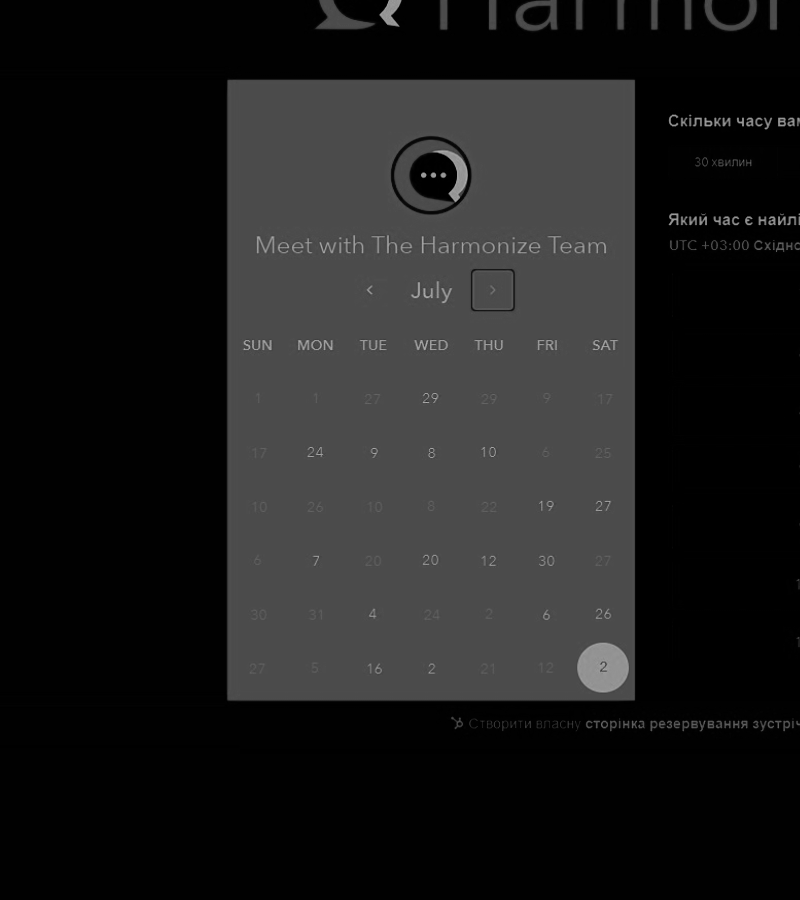 Harmon
Скільки часу вам
30 хвилин
Який час є найлі
UTC +03:00 Східно
Meet with The Harmonize Team
July
SUN MON TUE WED THU FRI SAT
1 1 27 29 29 9 17
17 24 9 8 10 6 25
10 26 10 8 22 19 27
6 7 20 20 12 30 27
30 31 4 24 2 6 26
27 5 16 2 21 12 2
Створити власну сторінка резервування зустріч